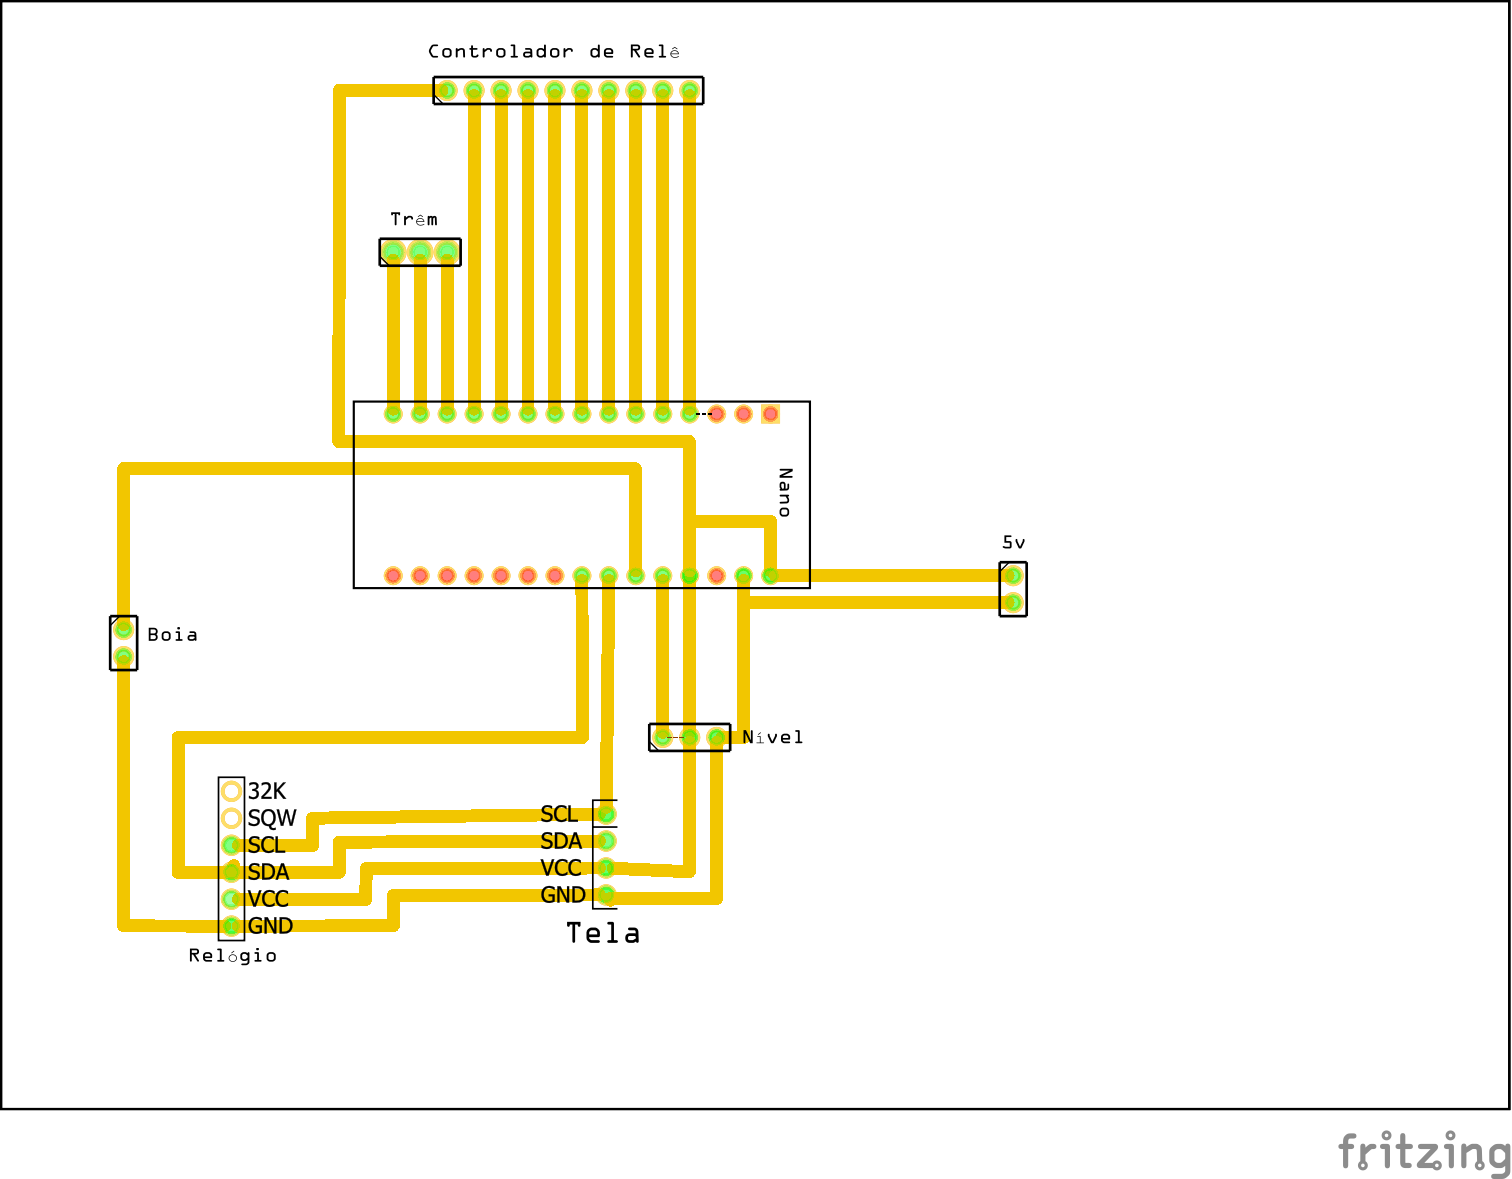 Controlador de Relê
Trêm
Nano
5v
Boia
Nível
32K
SQW
SCL
SDA
VCC
GND
Relógio
SCL
SDA
VCC
GND
Tela
fritzing